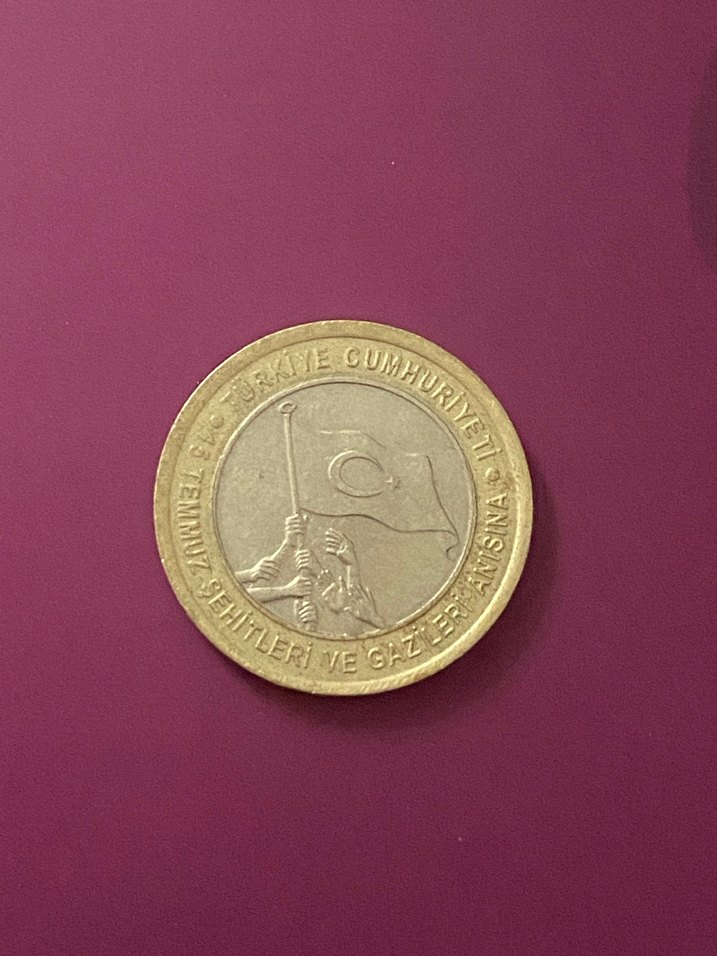 TÜRKİYE CUMHURİYETİ
15 TEMMUZ ŞEHİTLERİ VE GAZİLERİ ANISINA